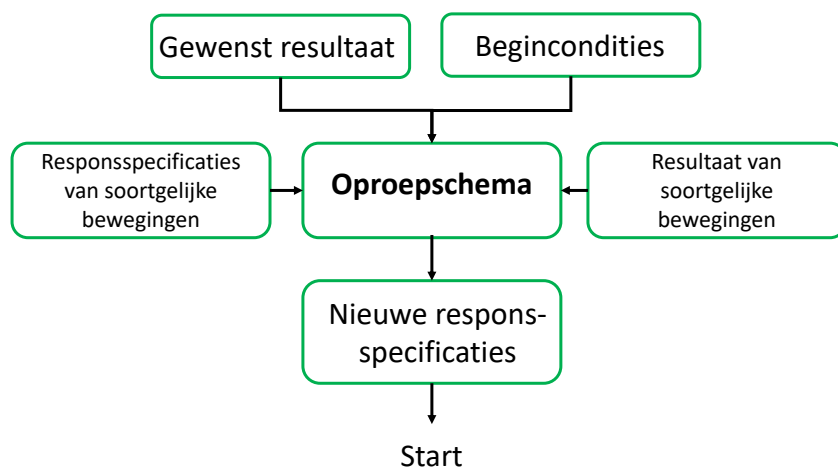 Gewenst resultaat
Begincondities
Responsspecificaties
van soortgelijke
bewegingen
Oproepschema
Resultaat van
soortgelijke
bewegingen
Nieuwe respons-
specificaties
Start